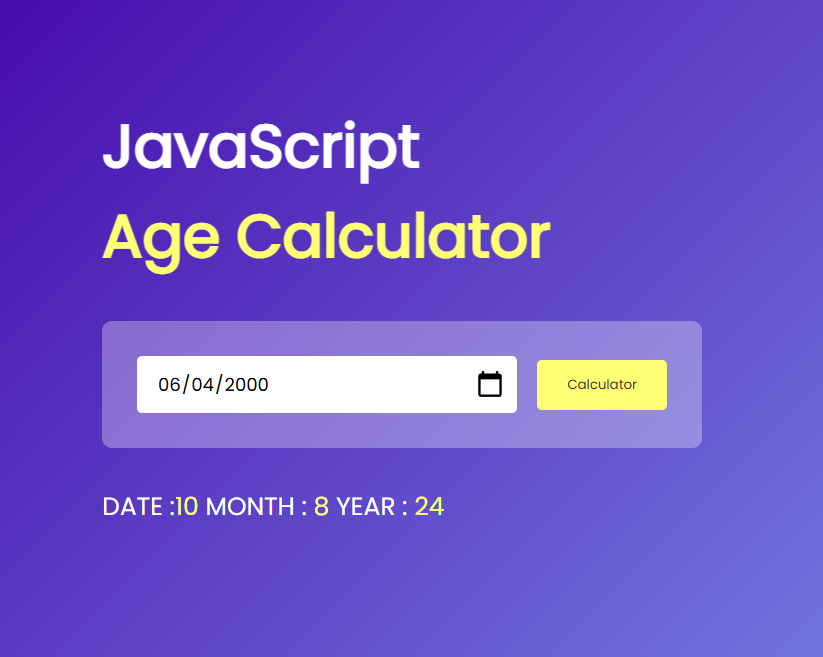 JavaScript
Age Calculator
06/04/2000 Calculator
DATE :10 MONTH : 8 YEAR : 24